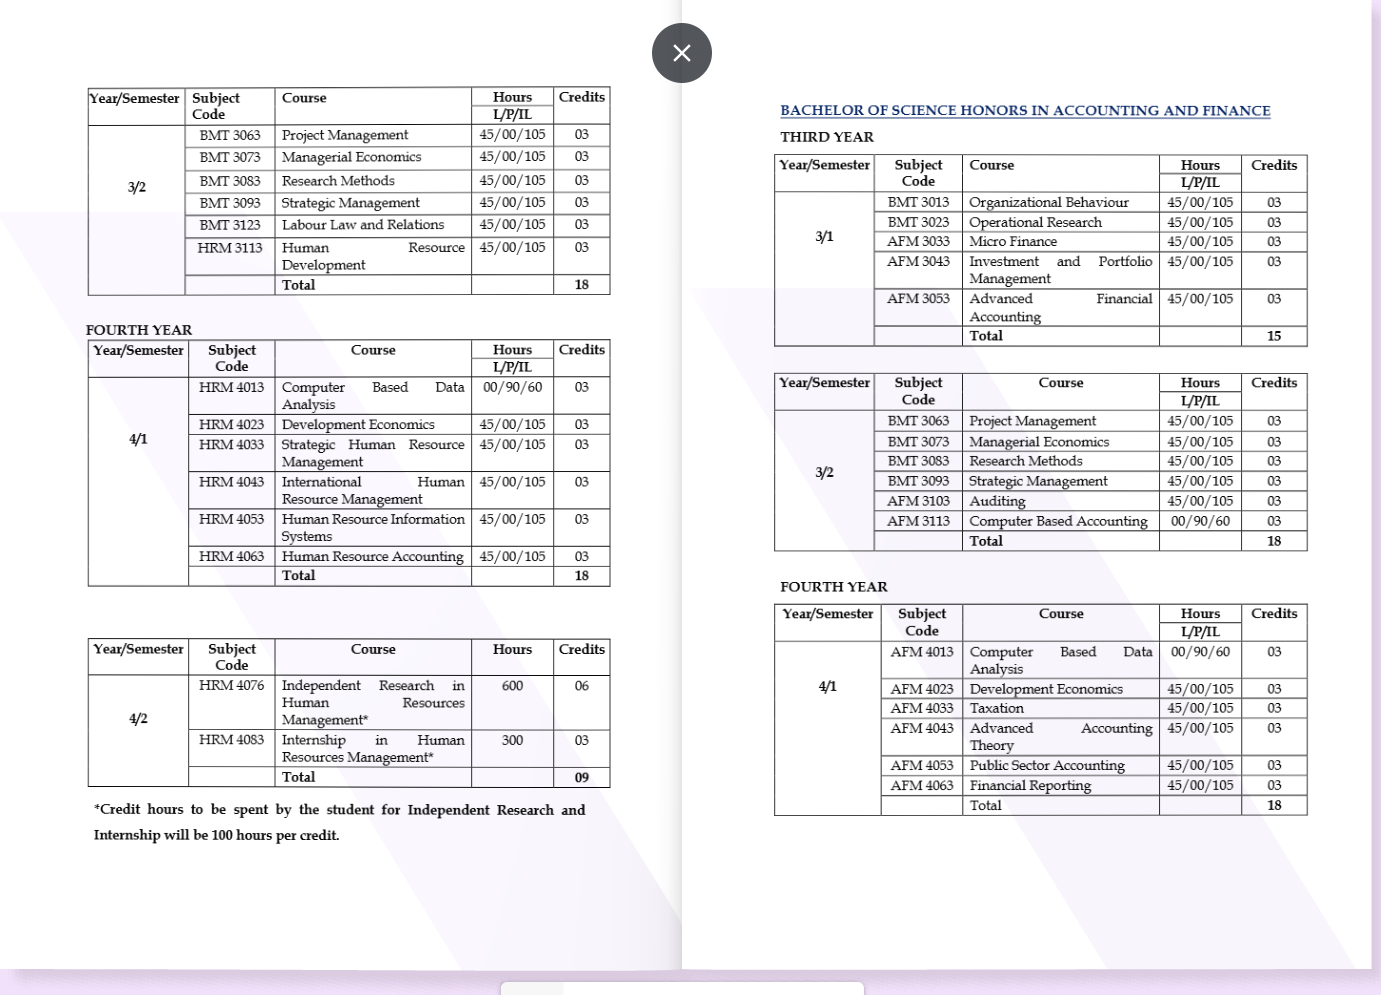 Year/Semester Subject Code Course Hours L/P/IL Credits
3/2
BMT 3063 Project Management 45/00/105 03
BMT 3073 Managerial Economics 45/00/105 03
BMT 3083 Research Methods 45/00/105 03
BMT 3093 Strategic Management 45/00/105 03
BMT 3123 Labour Law and Relations 45/00/105 03
HRM 3113 Human Resource 45/00/105 03
Development
Total 18
FOURTH YEAR
Year/Semester Subject Code Course Hours L/P/IL Credits
4/1
HRM 4013 Computer Based Data 00/90/60 03
Analysis
HRM 4023 Development Economics 45/00/105 03
HRM 4033 Strategic Human Resource 45/00/105 03
Management
HRM 4043 International Human 45/00/105 03
Resource Management
HRM 4053 Human Resource Information 45/00/105 03
Systems
HRM 4063 Human Resource Accounting 45/00/105 03
Total 18
Year/Semester Subject Code Course Hours Credits
4/2
HRM 4076 Independent Research in 600 06
Human Resources
Management*
HRM 4083 Internship in Human 300 03
Resources Management*
Total 09
*Credit hours to be spent by the student for Independent Research and
Internship will be 100 hours per credit.
BACHELOR OF SCIENCE HONORS IN ACCOUNTING AND FINANCE
THIRD YEAR
Year/Semester Subject Code Course Hours L/P/IL Credits
3/1
BMT 3013 Organizational Behaviour 45/00/105 03
BMT 3023 Operational Research 45/00/105 03
AFM 3033 Micro Finance 45/00/105 03
AFM 3043 Investment and Portfolio 45/00/105 03
Management
AFM 3053 Advanced Financial 45/00/105 03
Accounting
Total 15
Year/Semester Subject Code Course Hours L/P/IL Credits
3/2
BMT 3063 Project Management 45/00/105 03
BMT 3073 Managerial Economics 45/00/105 03
BMT 3083 Research Methods 45/00/105 03
BMT 3093 Strategic Management 45/00/105 03
AFM 3103 Auditing 45/00/105 03
AFM 3113 Computer Based Accounting 00/90/60 03
Total 18
FOURTH YEAR
Year/Semester Subject Code Course Hours L/P/IL Credits
4/1
AFM 4013 Computer Based Data 00/90/60 03
Analysis
AFM 4023 Development Economics 45/00/105 03
AFM 4033 Taxation 45/00/105 03
AFM 4043 Advanced Accounting 45/00/105 03
Theory
AFM 4053 Public Sector Accounting 45/00/105 03
AFM 4063 Financial Reporting 45/00/105 03
Total 18